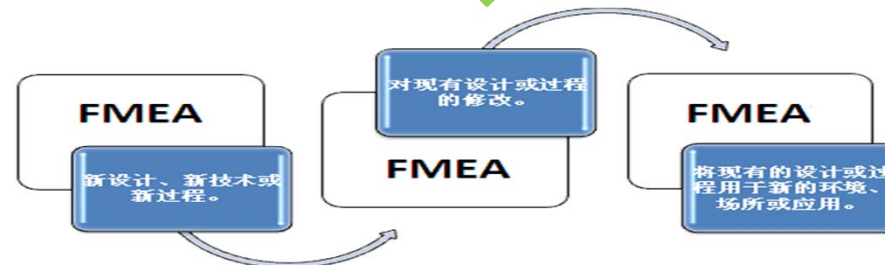 FMEA
新设计、新技术或
新过程。
对现有设计或过程
的修改。
FMEA
FMEA
将现有的设计或过
程用于新的环境、
场所或应用。